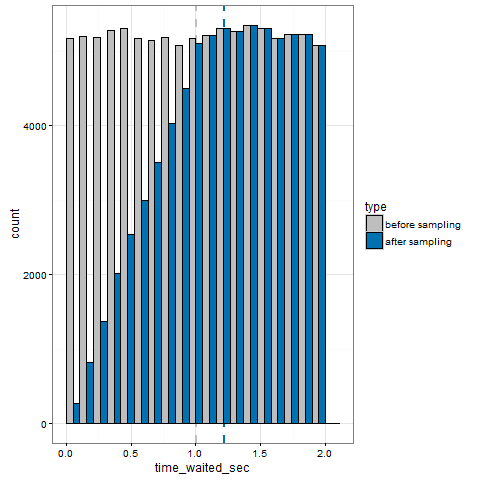 count
4000
2000
0
0.0 0.5 1.0 1.5 2.0
time_waited_sec
type
before sampling
after sampling